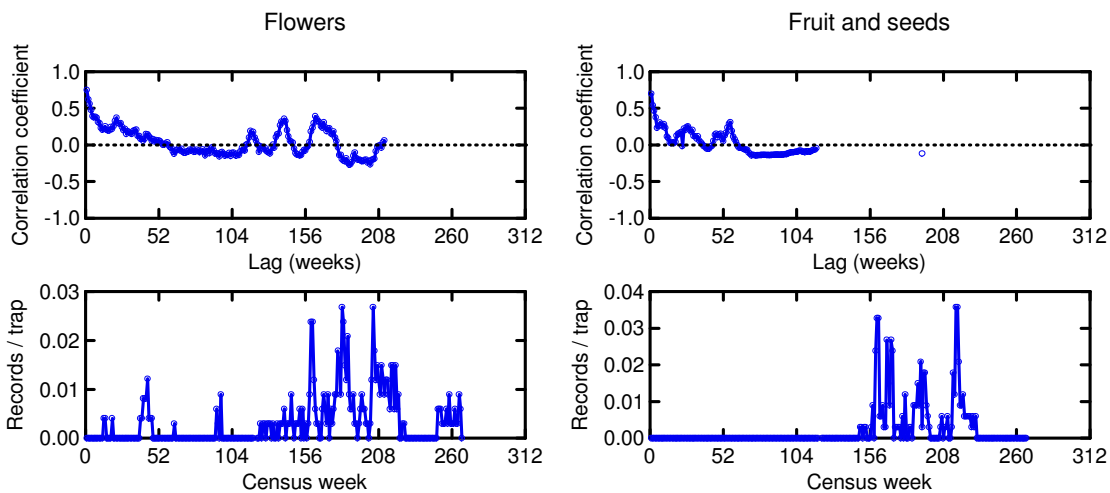 Flowers
Fruit and seeds
Correlation coefficient
1.0
0.5
0.0
-0.5
-1.0
0 52 104 156 208 260 312
Lag (weeks)
Correlation coefficient
1.0
0.5
0.0
-0.5
-1.0
0 52 104 156 208 260 312
Lag (weeks)
Records / trap
0.03
0.02
0.01
0.00
0 52 104 156 208 260 312
Census week
Records / trap
0.04
0.03
0.02
0.01
0.00
0 52 104 156 208 260 312
Census week